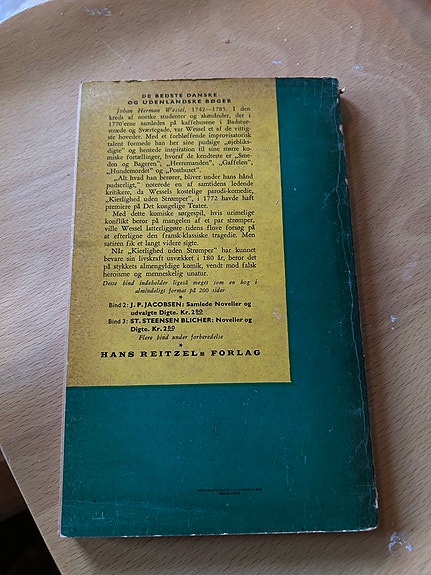 DE BEDSTE DANSKE
OG UDENLANDSKE BØGER
Johan Herman Wessel, 1742—1785. I den
kreds af norske studenter og skønånder, der i
1770'erne samledes på kaffehusene i Badstue-
stræde og Sværtegade, var Wessel et af de vittig-
ste hoveder. Med et forbløffende improvisatorisk
talent formede han her sine pudsige „øjebliks-
digte" og hentede inspiration til sine større ko-
miske fortællinger, hvoraf de kendteste er „Sme-
den og Bageren", „Herremanden", „Gaffelen",
„Hundemordet" og „Posthuset".
„Alt hvad han berører, bliver under hans hånd
pudserligt," noterede en af samtidens ledende
kritikere, da Wessels kostelige parodi-komedie,
„Kierlighed uden Strømper", i 1772 havde haft
premiere på Det kongelige Teater.
Med dette komiske sørgespil, hvis urimelige
konflikt beror på mangelen af et par strømper,
ville Wessel latterliggøre tidens flove forsøg på
at efterligne den fransk-klassiske tragedie. Men
satiren fik et langt videre sigte.
Når „Kierlighed uden Strømper" har kunnet
bevare sin livskraft usvækket i 180 år, beror det
på stykkets almengyldige komik, vendt mod falsk
heroisme og menneskelig unatur.
Dette bind indeholder ligeså meget som en bog i
almindeligt format på 200 sider
*
Bind 2: J. P. JACOBSEN: Samlede Noveller og
udvalgte Digte. Kr. 2⁸⁰
Bind 3: ST. STEENSEN BLICHER: Noveller og
Digte. Kr. 2⁸⁰
Flere bind under forberedelse
*
HANS REITZELs FORLAG